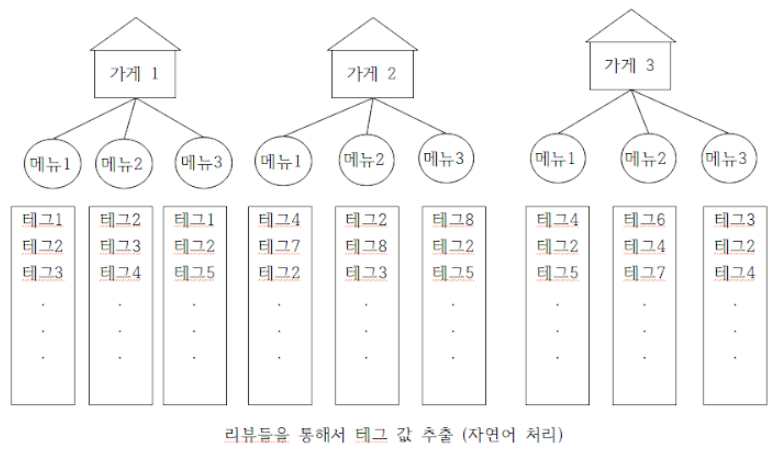 가게 1 가게 2 가게 3
메뉴1 메뉴2 메뉴3 메뉴1 메뉴2 메뉴3 메뉴1 메뉴2 메뉴3
테그1 테그2 테그1 테그4 테그2 테그8 테그4 테그6 테그3
테그2 테그3 테그2 테그7 테그8 테그2 테그2 테그4 테그2
테그3 테그4 테그5 테그2 테그3 테그5 테그5 테그7 테그4
. . . . . . . . .
. . . . . . . . .
. . . . . . . . .
리뷰들을 통해서 테그 값 추출 (자연어 처리)